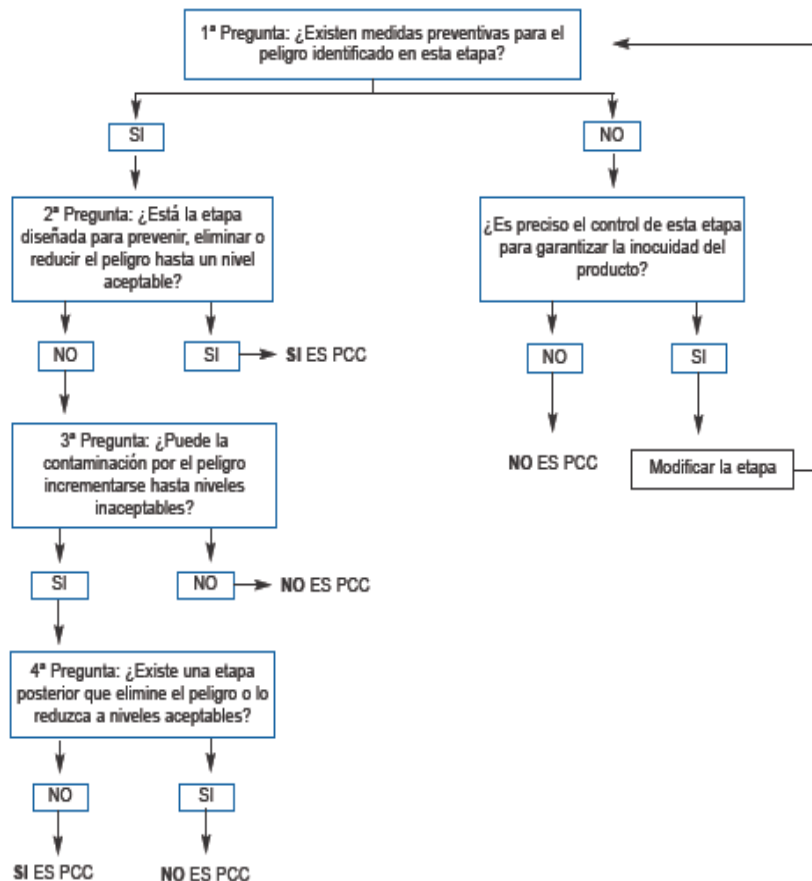 1ª Pregunta: ¿Existen medidas preventivas para el
peligro identificado en esta etapa?
SI
NO
2ª Pregunta: ¿Está la etapa
diseñada para prevenir, eliminar o
reducir el peligro hasta un nivel
aceptable?
¿Es preciso el control de esta etapa
para garantizar la inocuidad del
producto?
NO
SI
SI ES PCC
NO
SI
3ª Pregunta: ¿Puede la
contaminación por el peligro
incrementarse hasta niveles
inaceptables?
NO ES PCC
Modificar la etapa
SI
NO
NO ES PCC
4ª Pregunta: ¿Existe una etapa
posterior que elimine el peligro o lo
reduzca a niveles aceptables?
NO
SI
SI ES PCC
NO ES PCC